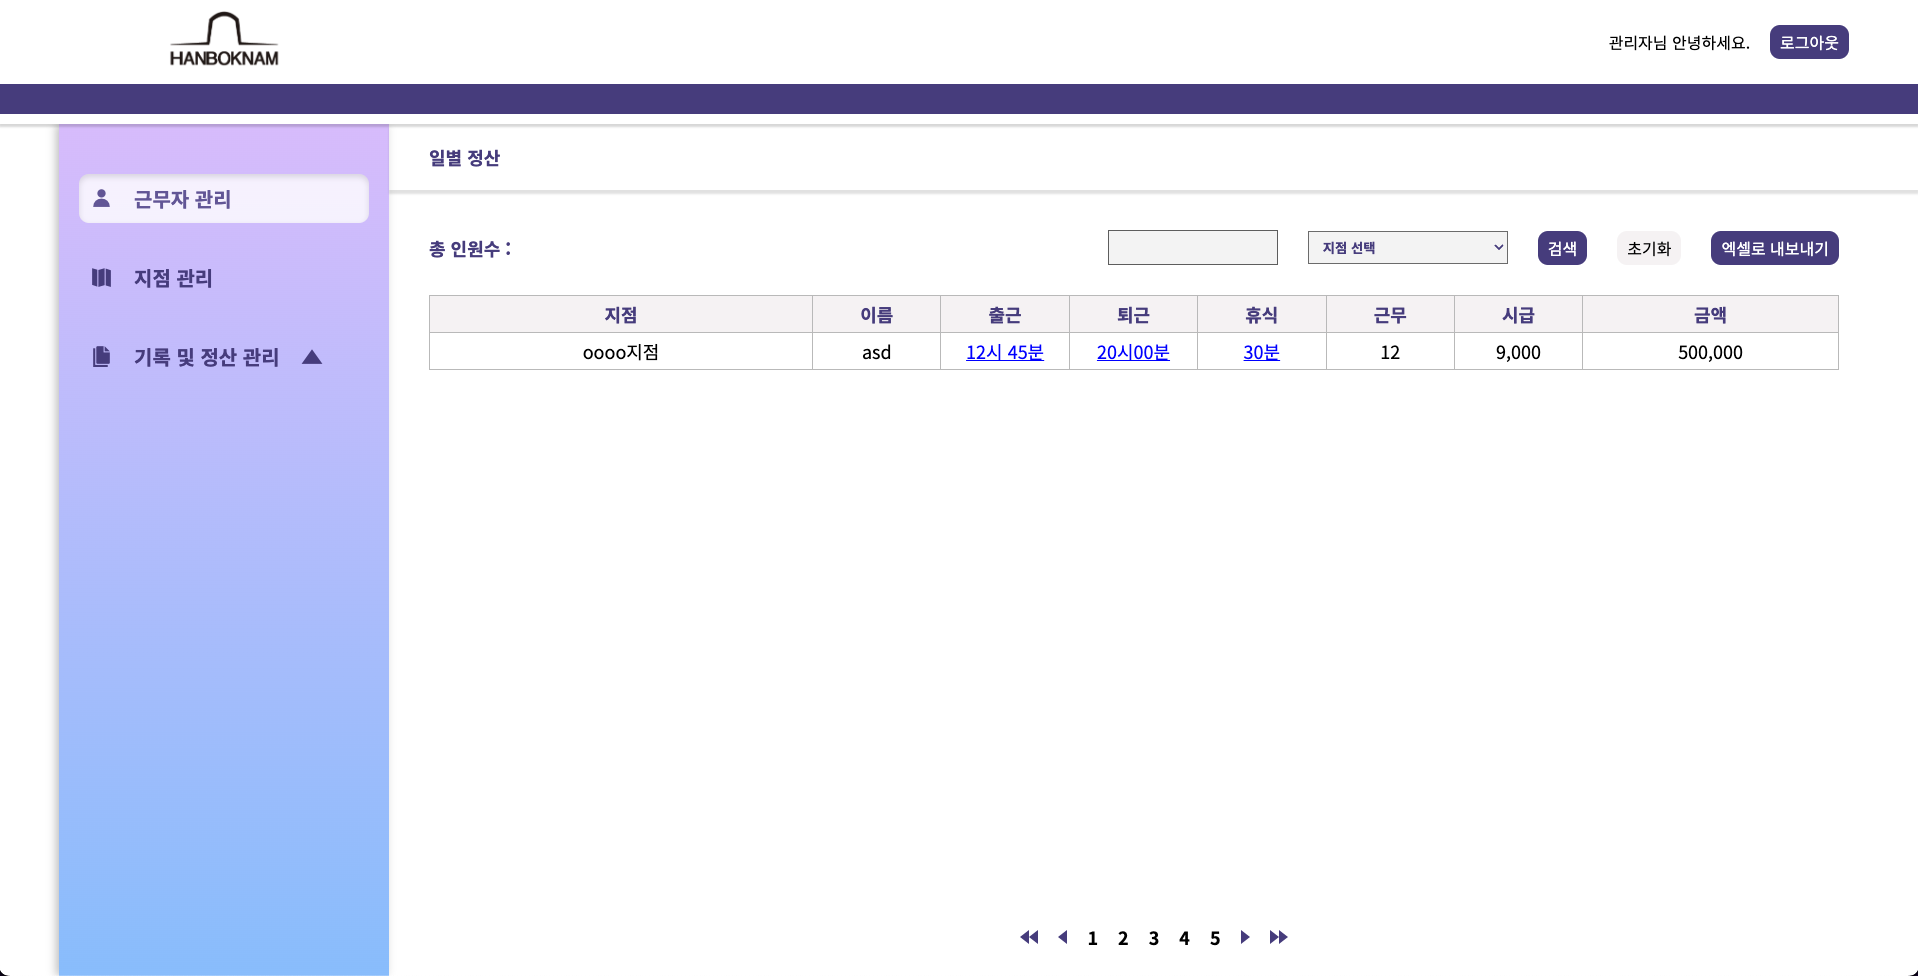 HANBOKNAM
관리자님 안녕하세요. 로그아웃
근무자 관리
지점 관리
기록 및 정산 관리
일별 정산
총 인원수 : 지점 선택 검색 초기화 엑셀로 내보내기
지점 이름 출근 퇴근 휴식 근무 시급 금액
oooo지점 asd 12시 45분 20시00분 30분 12 9,000 500,000
1 2 3 4 5